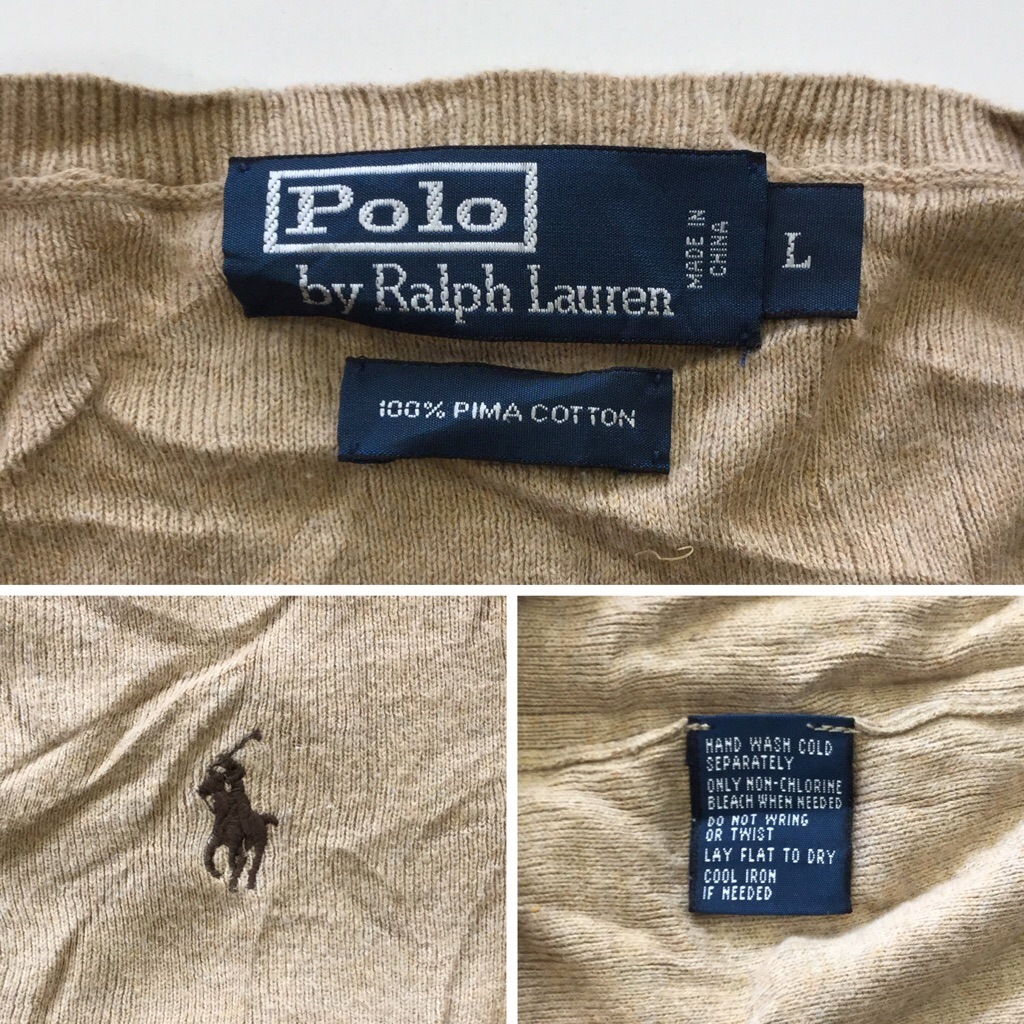 Polo
by Ralph Lauren
MADE IN
CHINA
L
100% PIMA COTTON
HAND WASH COLD
SEPARATELY
ONLY NON-CHLORINE
BLEACH WHEN NEEDED
DO NOT WRING
OR TWIST
LAY FLAT TO DRY
COOL IRON
IF NEEDED